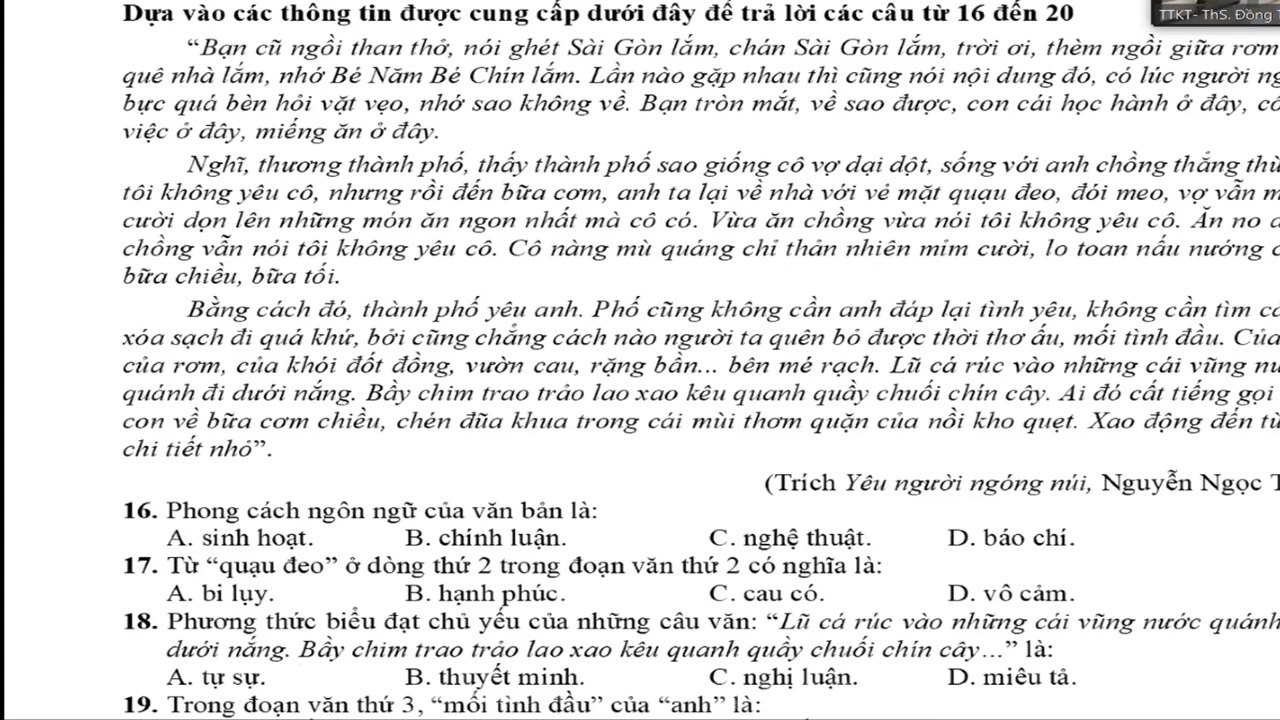 TTKT- ThS. Đồng
Dựa vào các thông tin được cung cấp dưới đây để trả lời các câu từ 16 đến 20
“Bạn cũ ngồi than thở, nói ghét Sài Gòn lắm, chán Sài Gòn lắm, trời ơi, thèm ngồi giữa rơm
quê nhà lắm, nhớ Bé Năm Bé Chín lắm. Lần nào gặp nhau thì cũng nói nội dung đó, có lúc người
bực quá bèn hỏi vặt vẹo, nhớ sao không về. Bạn tròn mắt, về sao được, con cái học hành ở đây,
việc ở đây, miếng ăn ở đây.
Nghĩ, thương thành phố, thấy thành phố sao giống cô vợ dại dột, sống với anh chồng thẳng
tôi không yêu cô, nhưng rồi đến bữa cơm, anh ta lại về nhà với vẻ mặt quạu đeo, đói meo, vợ vẫn
cười dọn lên những món ăn ngon nhất mà cô có. Vừa ăn chồng vừa nói tôi không yêu cô. Ăn no
chồng vẫn nói tôi không yêu cô. Cô nàng mù quáng chỉ thản nhiên mỉm cười, lo toan nấu nướng
bữa chiều, bữa tối.
Bằng cách đó, thành phố yêu anh. Phố cũng không cần anh đáp lại tình yêu, không cần tìm
xóa sạch đi quá khứ, bởi cũng chẳng cách nào người ta quên bỏ được thời thơ ấu, mối tình đầu. Của
của rơm, của khói đốt đồng, vườn cau, rặng bần... bên mé rạch. Lũ cá rúc vào những cái vũng
quánh đi dưới nắng. Bầy chim trao trảo lao xao kêu quanh quầy chuối chín cây. Ai đó cất tiếng gọi
con về bữa cơm chiều, chén đũa khua trong cái mùi thơm quặn của nồi kho quẹt. Xao động đến
chi tiết nhỏ”.
(Trích Yêu người ngóng núi, Nguyễn Ngọc
16. Phong cách ngôn ngữ của văn bản là:
A. sinh hoạt. B. chính luận. C. nghệ thuật. D. báo chí.
17. Từ “quạu đeo” ở dòng thứ 2 trong đoạn văn thứ 2 có nghĩa là:
A. bi lụy. B. hạnh phúc. C. cau có. D. vô cảm.
18. Phương thức biểu đạt chủ yếu của những câu văn: “Lũ cá rúc vào những cái vũng nước quánh
dưới nắng. Bầy chim trao trảo lao xao kêu quanh quầy chuối chín cây...” là:
A. tự sự. B. thuyết minh. C. nghị luận. D. miêu tả.
19. Trong đoạn văn thứ 3, “mối tình đầu” của “anh” là: